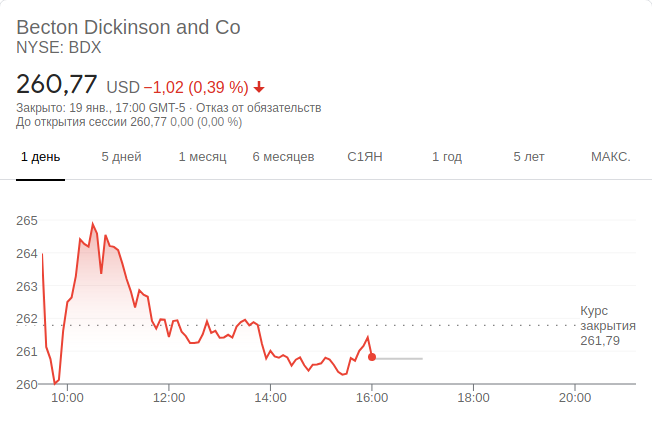 Becton Dickinson and Co
NYSE: BDX
260,77 USD −1,02 (0,39 %)
Закрыто: 19 янв., 17:00 GMT-5 · Отказ от обязательств
До открытия сессии 260,77 0,00 (0,00 %)
1 день 5 дней 1 месяц 6 месяцев С1ЯН 1 год 5 лет МАКС.
265
264
263
262
261
260
Курс
закрытия
261,79
10:00 12:00 14:00 16:00 18:00 20:00